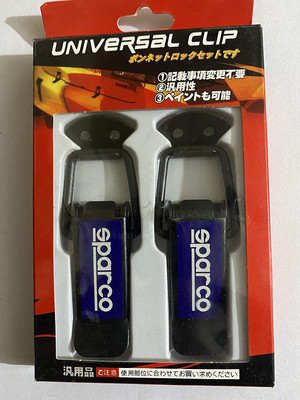 UNIVERSAL CLIP
ボンネットロックセットです
①記載事項変更不要
②汎用性
③ペイントも可能
sparco
sparco
汎用品 ご注意 使用部位に合わせてお買い求めください